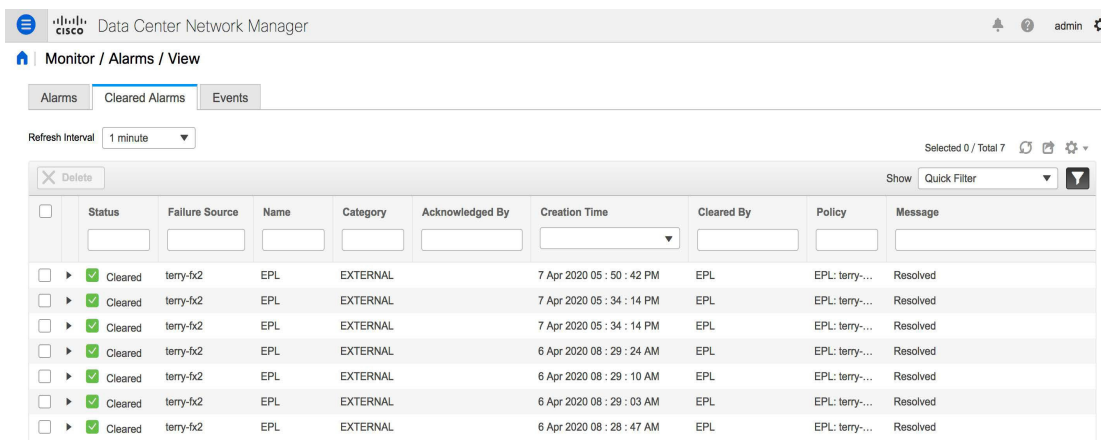 cisco Data Center Network Manager admin
Monitor / Alarms / View
Alarms Cleared Alarms Events
Refresh Interval 1 minute
Selected 0 / Total 7
Delete Show Quick Filter
Status Failure Source Name Category Acknowledged By Creation Time Cleared By Policy Message
Cleared terry-fx2 EPL EXTERNAL 7 Apr 2020 05 : 50 : 42 PM EPL EPL: terry-... Resolved
Cleared terry-fx2 EPL EXTERNAL 7 Apr 2020 05 : 34 : 14 PM EPL EPL: terry-... Resolved
Cleared terry-fx2 EPL EXTERNAL 7 Apr 2020 05 : 34 : 14 PM EPL EPL: terry-... Resolved
Cleared terry-fx2 EPL EXTERNAL 6 Apr 2020 08 : 29 : 24 AM EPL EPL: terry-... Resolved
Cleared terry-fx2 EPL EXTERNAL 6 Apr 2020 08 : 29 : 10 AM EPL EPL: terry-... Resolved
Cleared terry-fx2 EPL EXTERNAL 6 Apr 2020 08 : 29 : 03 AM EPL EPL: terry-... Resolved
Cleared terry-fx2 EPL EXTERNAL 6 Apr 2020 08 : 28 : 47 AM EPL EPL: terry-... Resolved